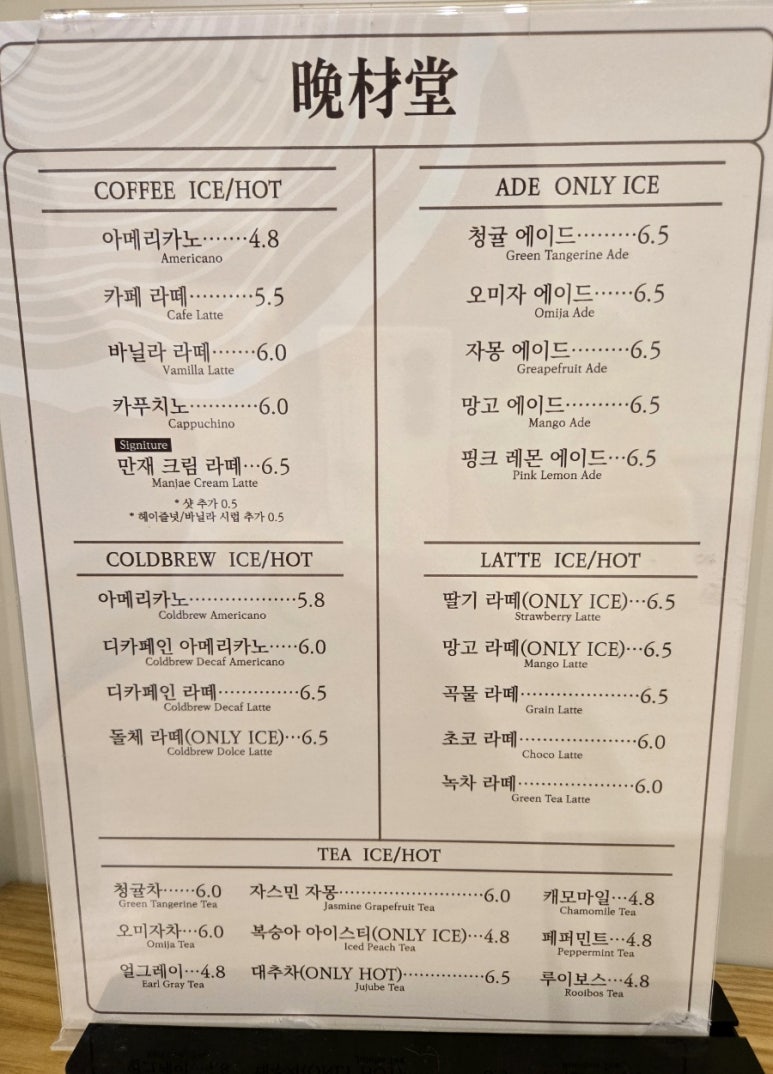 晩材堂
COFFEE ICE/HOT
아메리카노·······4.8
Americano
카페 라떼··········5.5
Cafe Latte
바닐라 라떼·······6.0
Vamilla Latte
카푸치노···········6.0
Cappuchino
Signiture
만재 크림 라떼···6.5
Manjae Cream Latte
* 샷 추가 0.5
* 헤이즐넛/바닐라 시럽 추가 0.5
COLDBREW ICE/HOT
아메리카노··················5.8
Coldbrew Americano
디카페인 아메리카노·····6.0
Coldbrew Decaf Americano
디카페인 라떼··············6.5
Coldbrew Decaf Latte
돌체 라떼(ONLY ICE)···6.5
Coldbrew Dolce Latte
ADE ONLY ICE
청귤 에이드·········6.5
Green Tangerine Ade
오미자 에이드······6.5
Omija Ade
자몽 에이드·········6.5
Greapefruit Ade
망고 에이드··········6.5
Mango Ade
핑크 레몬 에이드···6.5
Pink Lemon Ade
LATTE ICE/HOT
딸기 라떼(ONLY ICE)···6.5
Strawberry Latte
망고 라떼(ONLY ICE)···6.5
Mango Latte
곡물 라떼····················6.5
Grain Latte
초코 라떼····················6.0
Choco Latte
녹차 라떼····················6.0
Green Tea Latte
TEA ICE/HOT
청귤차······6.0
Green Tangerine Tea
오미자차···6.0
Omija Tea
얼그레이···4.8
Earl Gray Tea
자스민 자몽·························6.0
Jasmine Grapefruit Tea
복숭아 아이스티(ONLY ICE)···4.8
Iced Peach Tea
대추차(ONLY HOT)··············6.5
Jujube Tea
캐모마일···4.8
Chamomile Tea
페퍼민트···4.8
Peppermint Tea
루이보스···4.8
Rooibos Tea